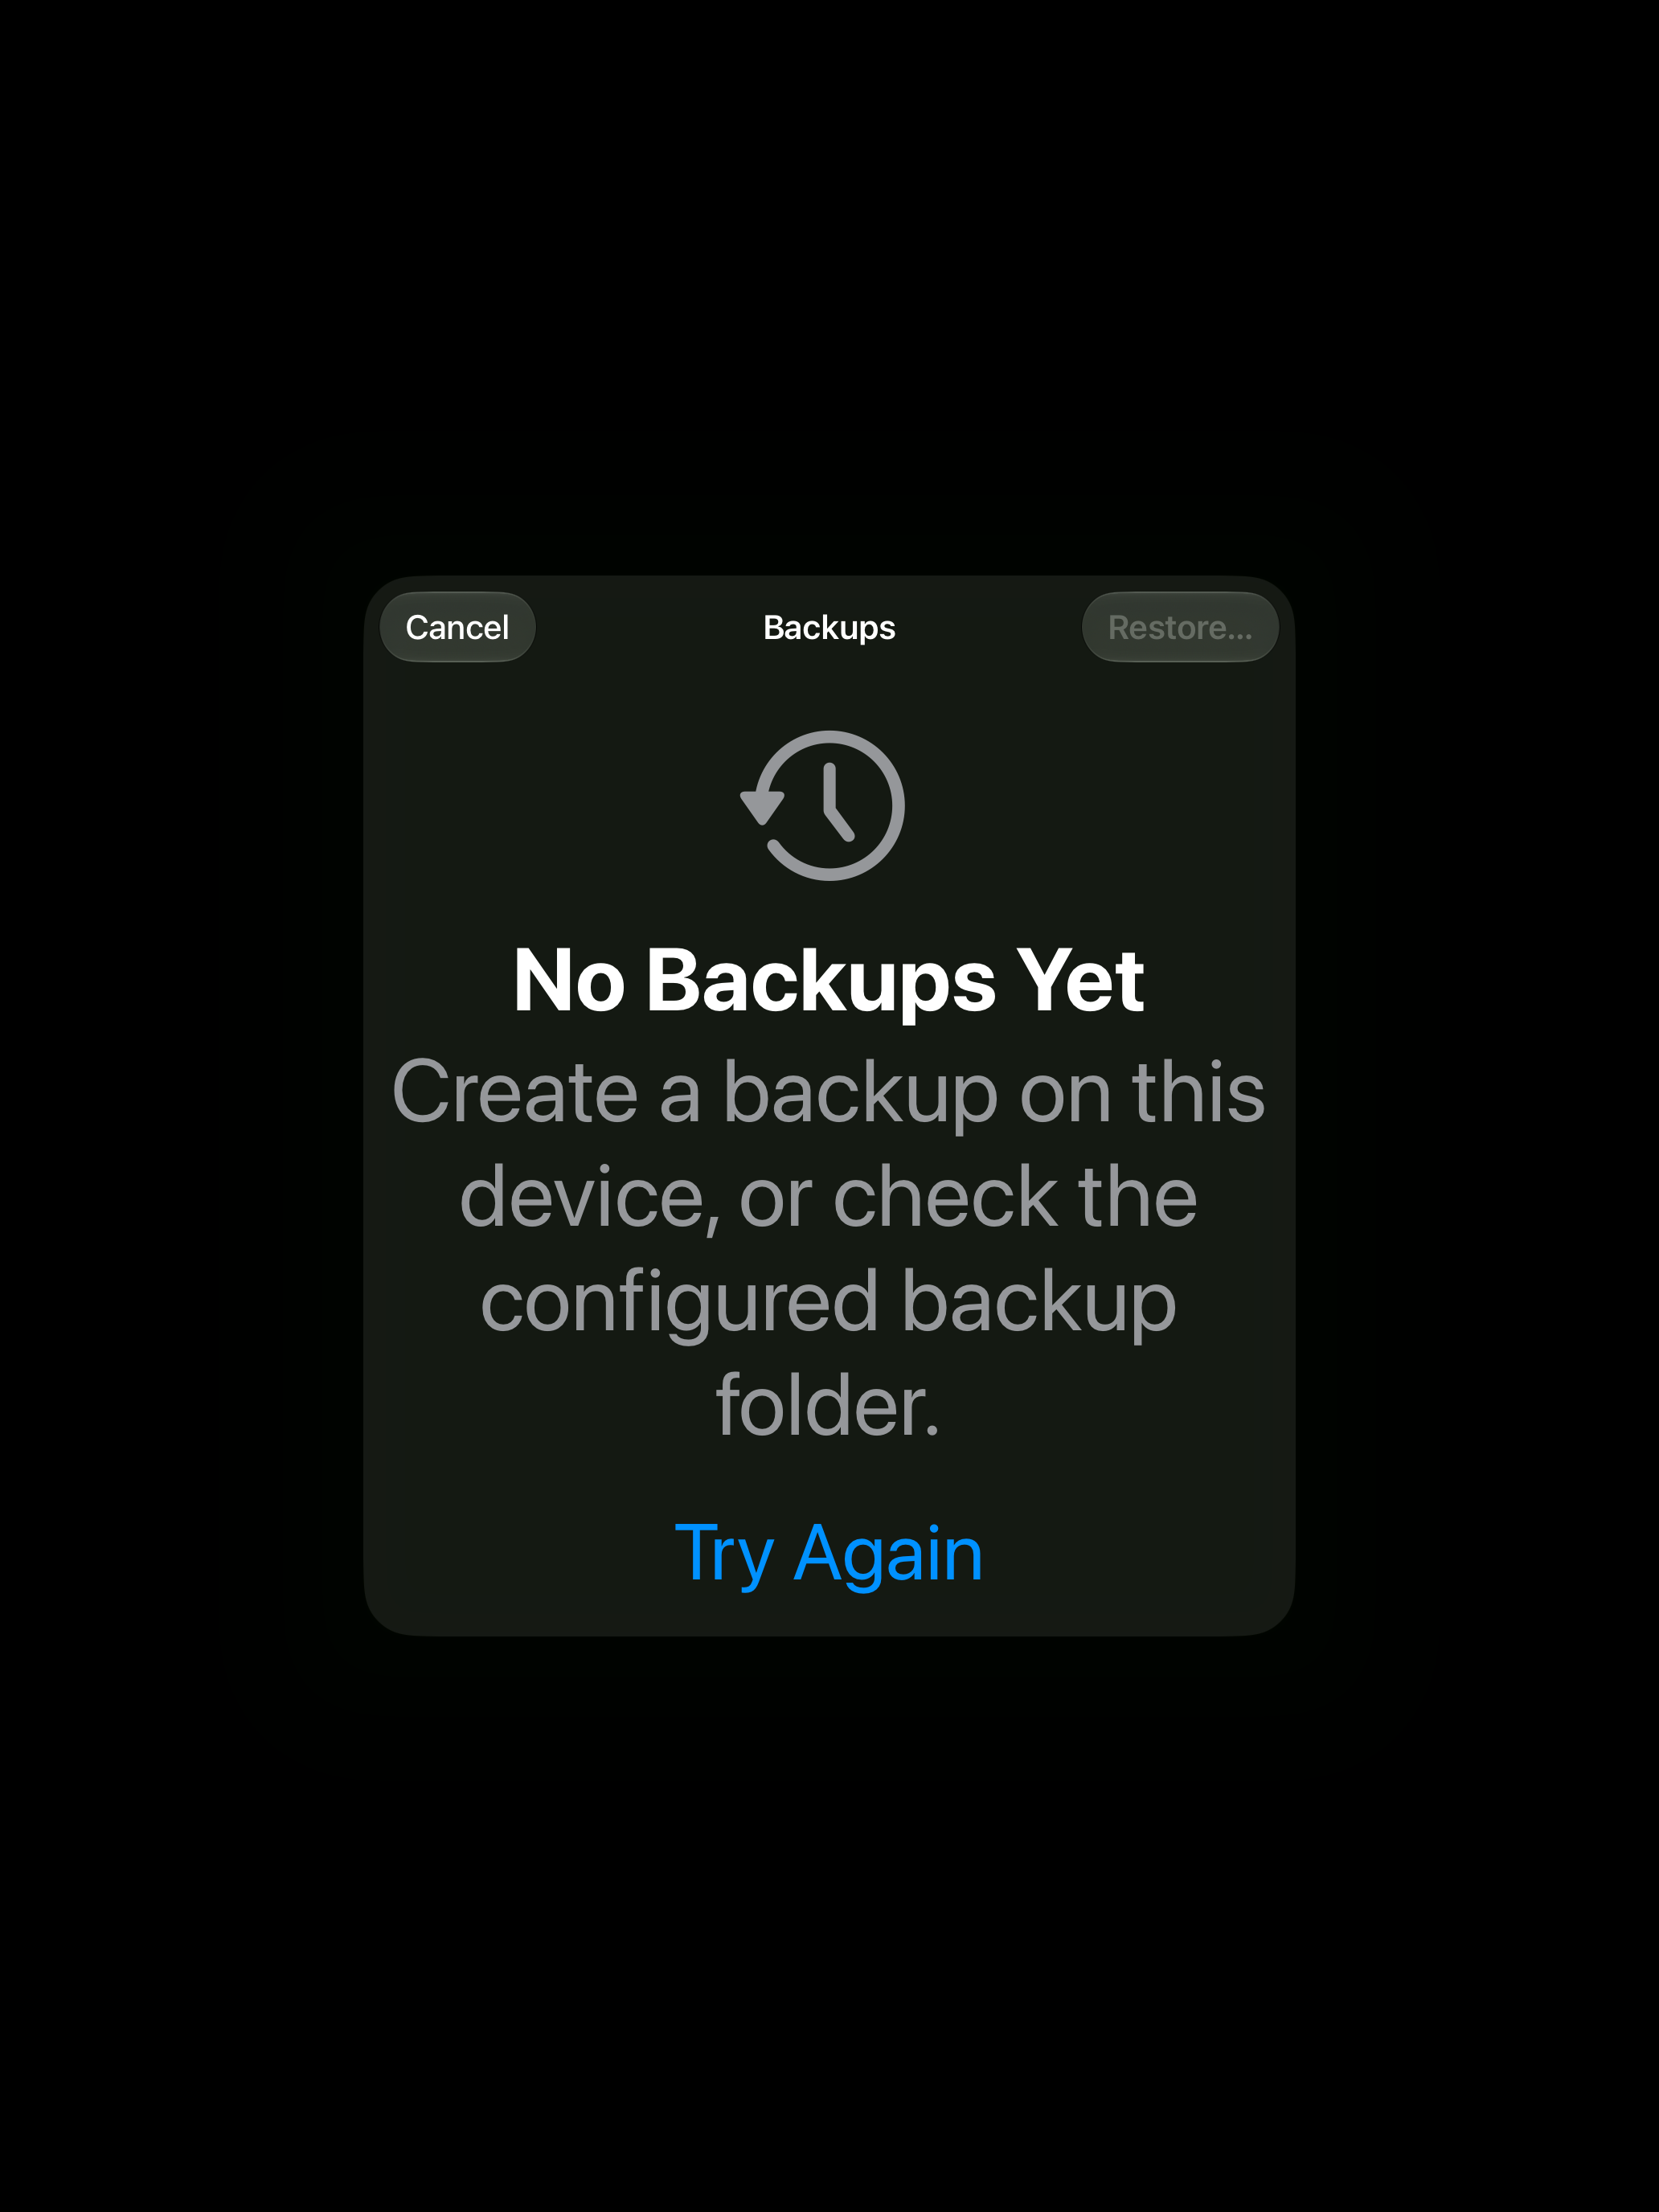 Cancel
Backups
Restore...
No Backups Yet
Create a backup on this
device, or check the
configured backup
folder.
Try Again